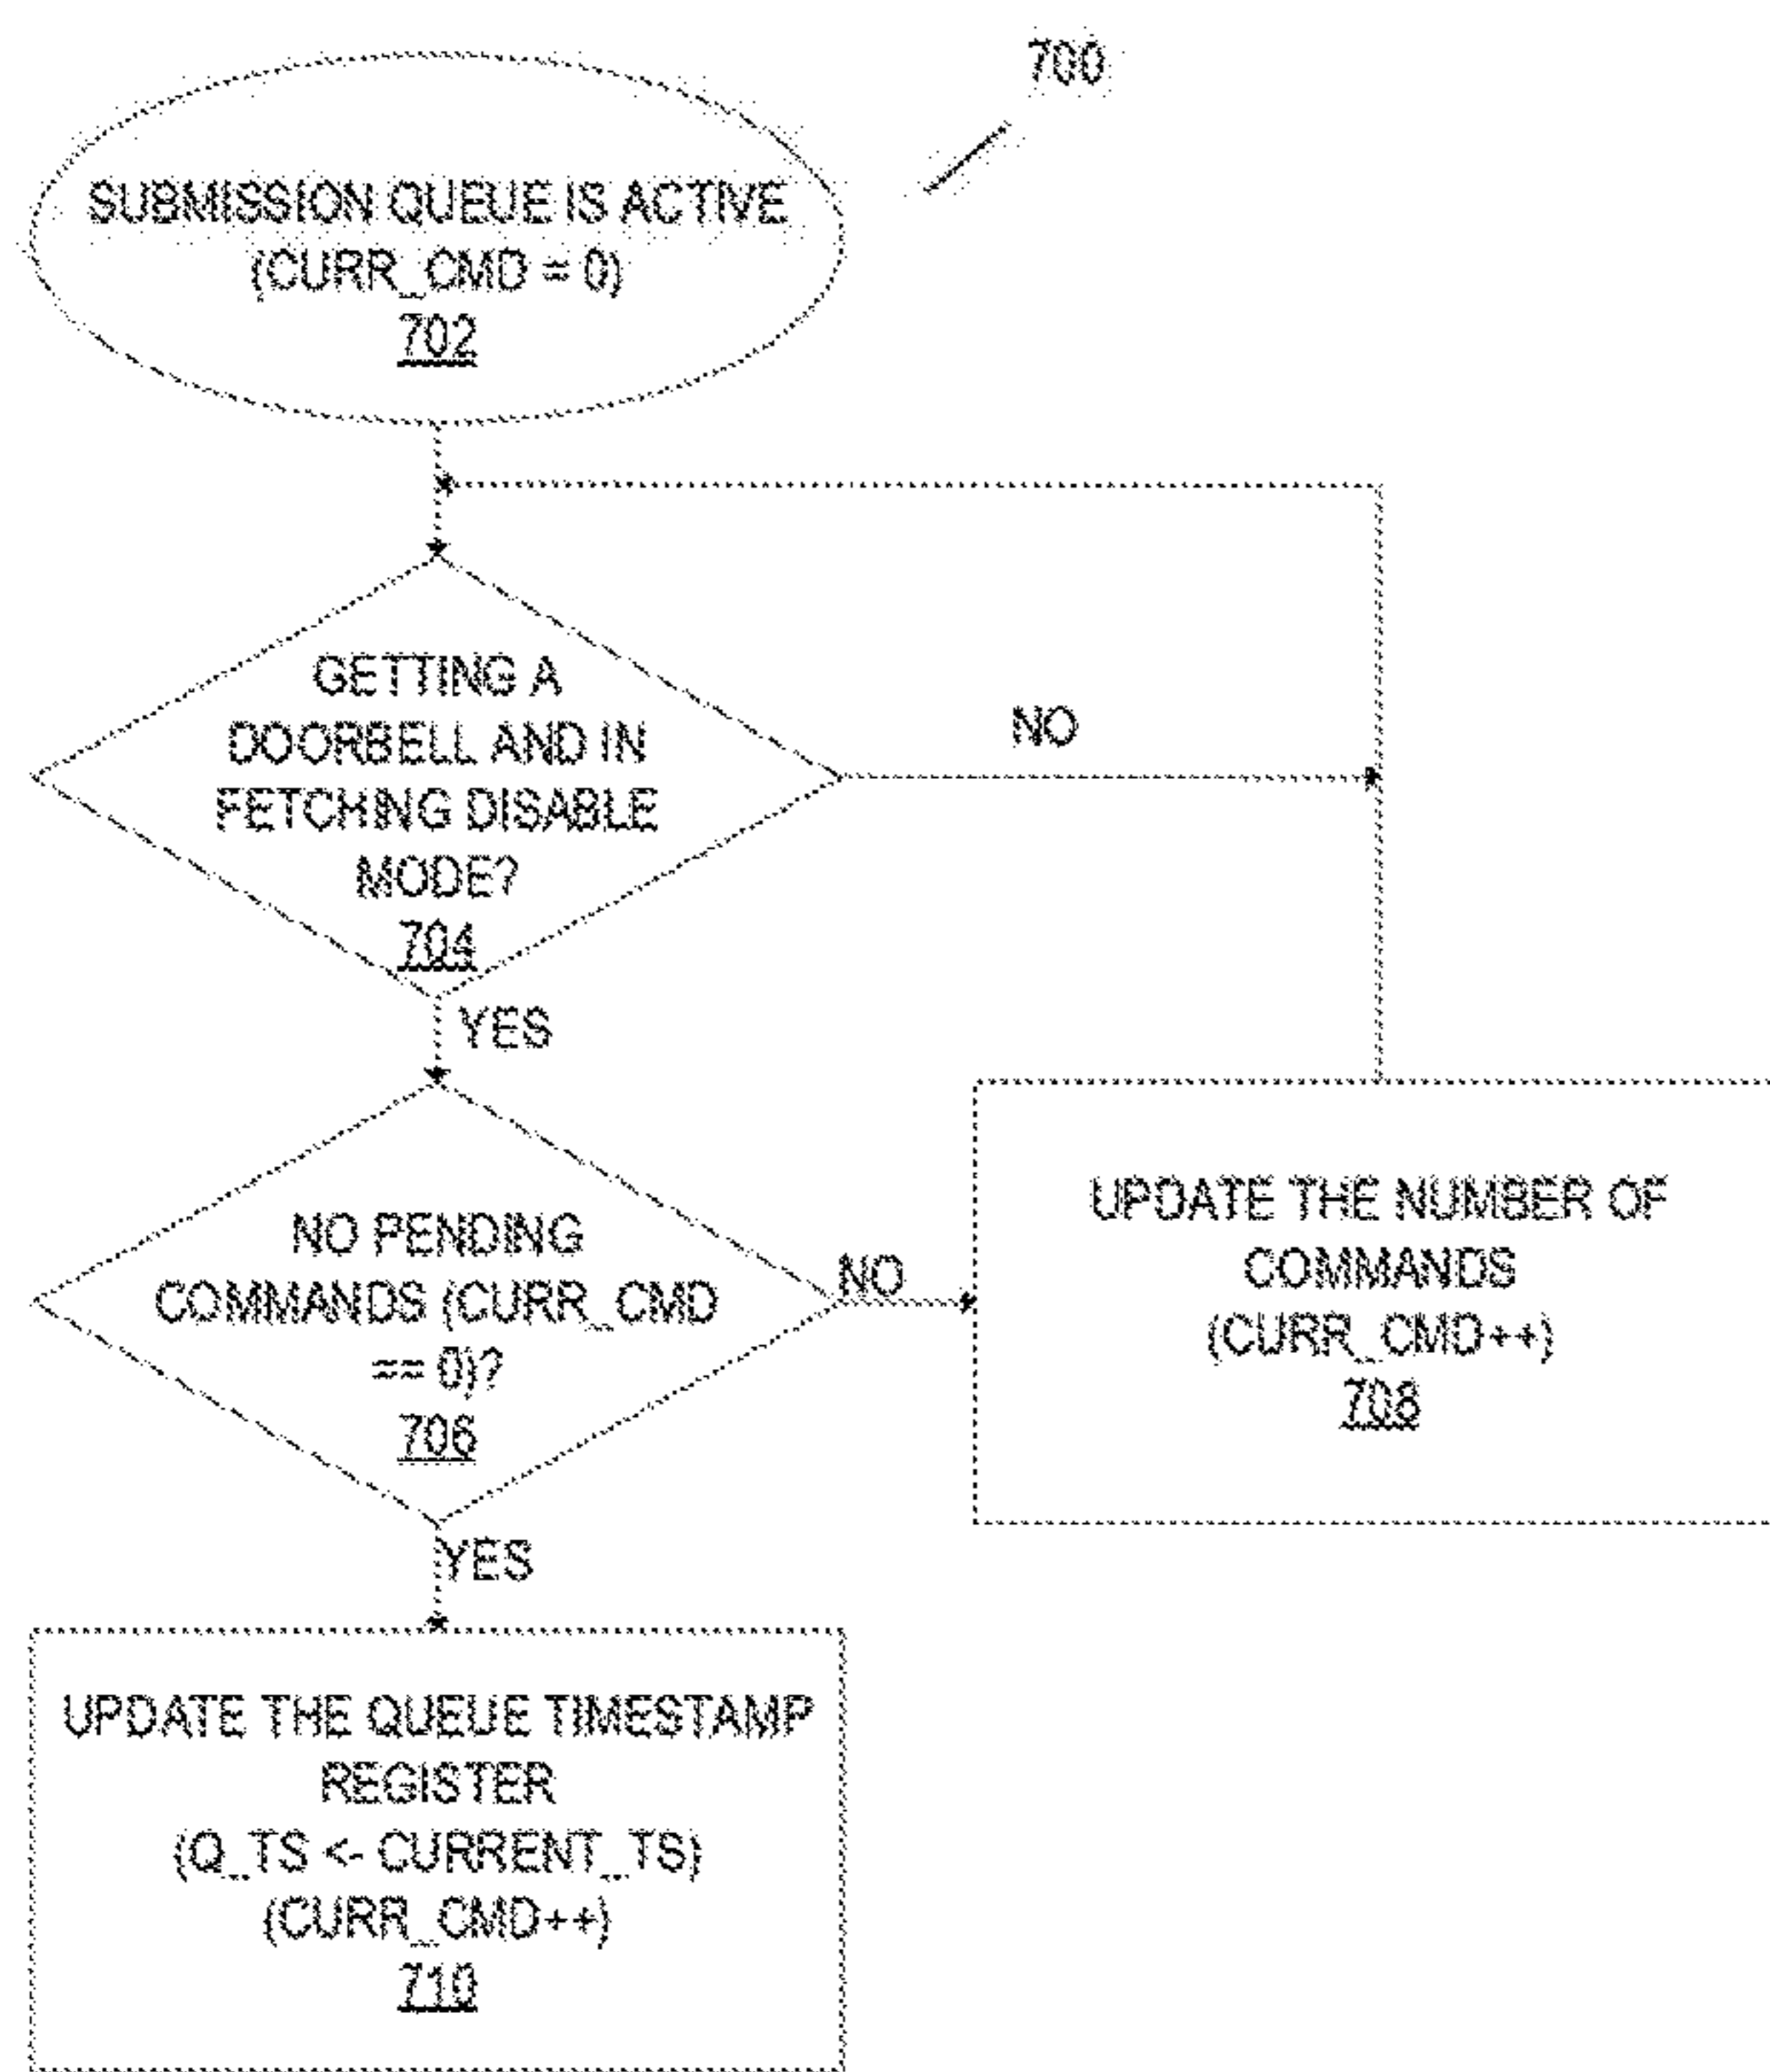 700
SUBMISSION QUEUE IS ACTIVE
(CURR_CMD = 0)
702
GETTING A
DOORBELL AND IN
FETCHING DISABLE
MODE?
704
NO
YES
NO PENDING
COMMANDS (CURR_CMD
== 0)?
706
NO
UPDATE THE NUMBER OF
COMMANDS
(CURR_CMD++)
708
YES
UPDATE THE QUEUE TIMESTAMP
REGISTER
(Q_TS <- CURRENT_TS)
(CURR_CMD++)
710